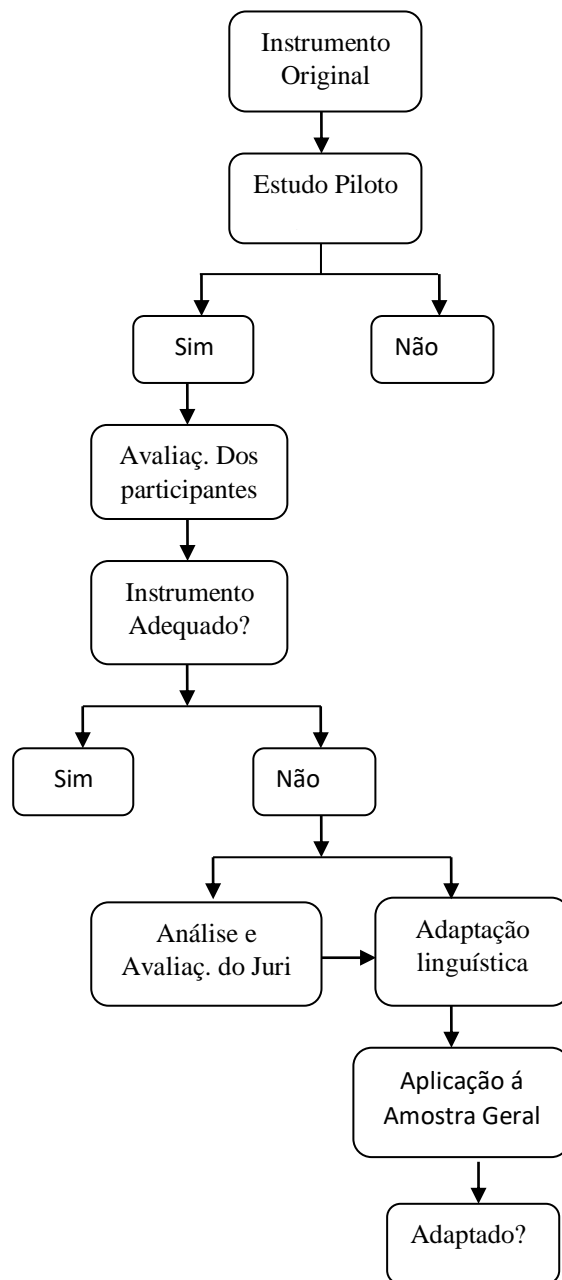 Instrumento
Original
Estudo Piloto
Sim
Não
Avaliaç. Dos
participantes
Instrumento
Adequado?
Sim
Não
Análise e
Avaliaç. do Juri
Adaptação
linguística
Aplicação á
Amostra Geral
Adaptado?